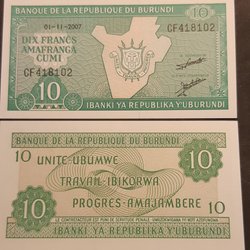 BANQUE DE LA REPUBLIQUE DU BURUNDI
01-11-2007
CF418102
10
DIX FRANCS
AMAFRANGA
CUMI
CF418102
10
IBANKI YA REPUBLIKA Y'UBURUNDI
BANQUE DE LA REPUBLIQUE DU BURUNDI
10
UNITE-UBUMWE
10
TRAVAIL-IBIKORWA
10
PROGRES-AMAJAMBERE
10
IBANKI YA REPUBLIKA Y'UBURUNDI